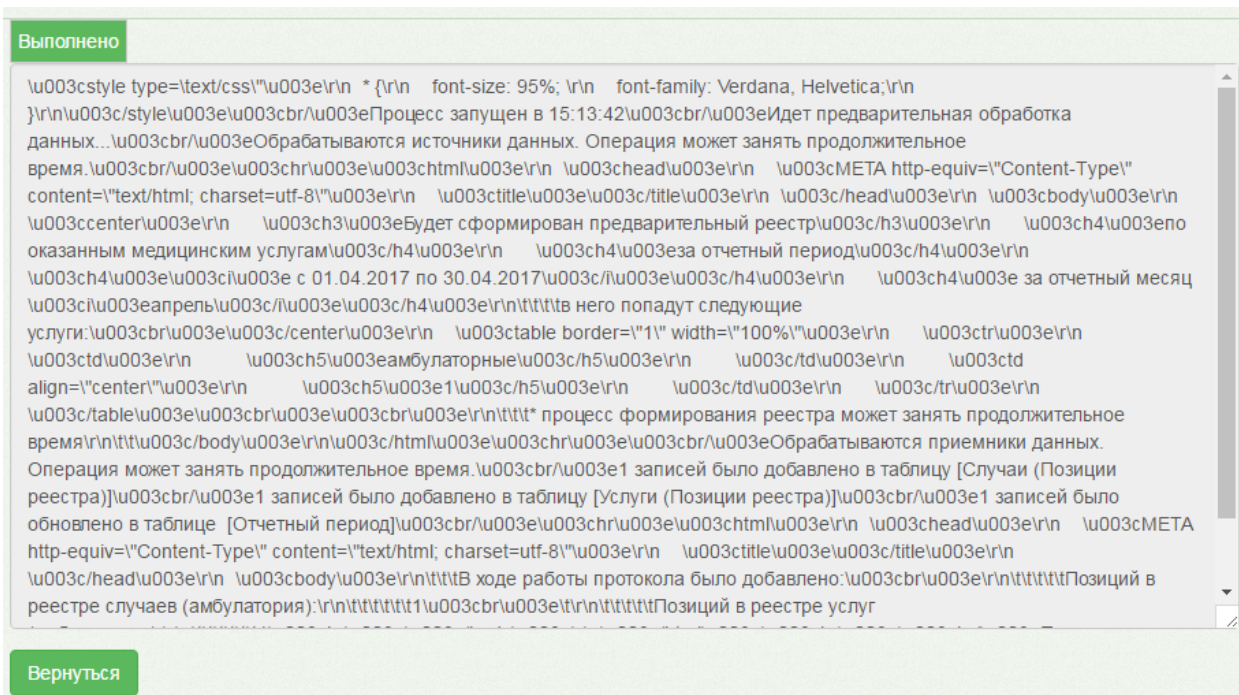 Выполнено
\u003cstyle type=\text/css\"\u003e\r\n * {\r\n font-size: 95%; \r\n font-family: Verdana, Helvetica;\r\n
}\r\n\u003c/style\u003e\u003cbr/\u003eПроцесс запущен в 15:13:42\u003cbr/\u003eИдет предварительная обработка
данных...\u003cbr/\u003eОбрабатываются источники данных. Операция может занять продолжительное
время.\u003cbr/\u003e\u003chr\u003e\u003chtml\u003e\r\n \u003chead\u003e\r\n \u003cMETA http-equiv=\"Content-Type\"
content=\"text/html; charset=utf-8\"\u003e\r\n \u003ctitle\u003e\u003c/title\u003e\r\n \u003c/head\u003e\r\n \u003cbody\u003e\r\n
\u003ccenter\u003e\r\n \u003ch3\u003eБудет сформирован предварительный реестр\u003c/h3\u003e\r\n \u003ch4\u003eпо
оказанным медицинским услугам\u003c/h4\u003e\r\n \u003ch4\u003eза отчетный период\u003c/h4\u003e\r\n
\u003ch4\u003e\u003ci\u003e с 01.04.2017 по 30.04.2017\u003c/i\u003e\u003c/h4\u003e\r\n \u003ch4\u003e за отчетный месяц
\u003ci\u003eапрель\u003c/i\u003e\u003c/h4\u003e\r\n\t\t\t\tв него попадут следующие
услуги:\u003cbr\u003e\u003c/center\u003e\r\n \u003ctable border=\"1\" width=\"100%\"\u003e\r\n \u003ctr\u003e\r\n
\u003ctd\u003e\r\n \u003ch5\u003eамбулаторные\u003c/h5\u003e\r\n \u003c/td\u003e\r\n \u003ctd
align=\"center\"\u003e\r\n \u003ch5\u003e1\u003c/h5\u003e\r\n \u003c/td\u003e\r\n \u003c/tr\u003e\r\n
\u003c/table\u003e\u003cbr\u003e\u003cbr\u003e\r\n\t\t\t* процесс формирования реестра может занять продолжительное
время\r\n\t\t\u003c/body\u003e\r\n\u003c/html\u003e\u003chr\u003e\u003cbr/\u003eОбрабатываются приемники данных.
Операция может занять продолжительное время.\u003cbr/\u003e1 записей было добавлено в таблицу [Случаи (Позиции
реестра)]\u003cbr/\u003e1 записей было добавлено в таблицу [Услуги (Позиции реестра)]\u003cbr/\u003e1 записей было
обновлено в таблице [Отчетный период]\u003cbr/\u003e\u003chr\u003e\u003chtml\u003e\r\n \u003chead\u003e\r\n \u003cMETA
http-equiv=\"Content-Type\" content=\"text/html; charset=utf-8\"\u003e\r\n \u003ctitle\u003e\u003c/title\u003e\r\n
\u003c/head\u003e\r\n \u003cbody\u003e\r\n\t\t\tВ ходе работы протокола было добавлено:\u003cbr\u003e\r\n\t\t\t\t\tПозиций в
реестре случаев (амбулатория):\r\n\t\t\t\t\t\t1\u003cbr\u003e\t\r\n\t\t\t\t\tПозиций в реестре услуг
Вернуться